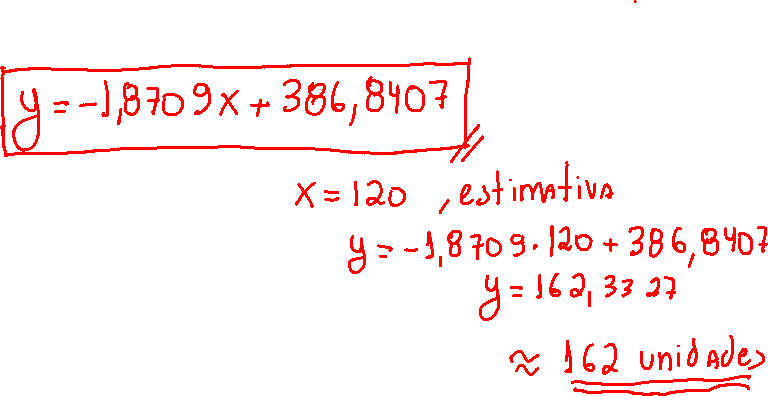 y = -1,8709x + 386,8407
x = 120 , estimativa
y = -1,8709 . 120 + 386,8407
y = 162,3327
≈ 162 unidades